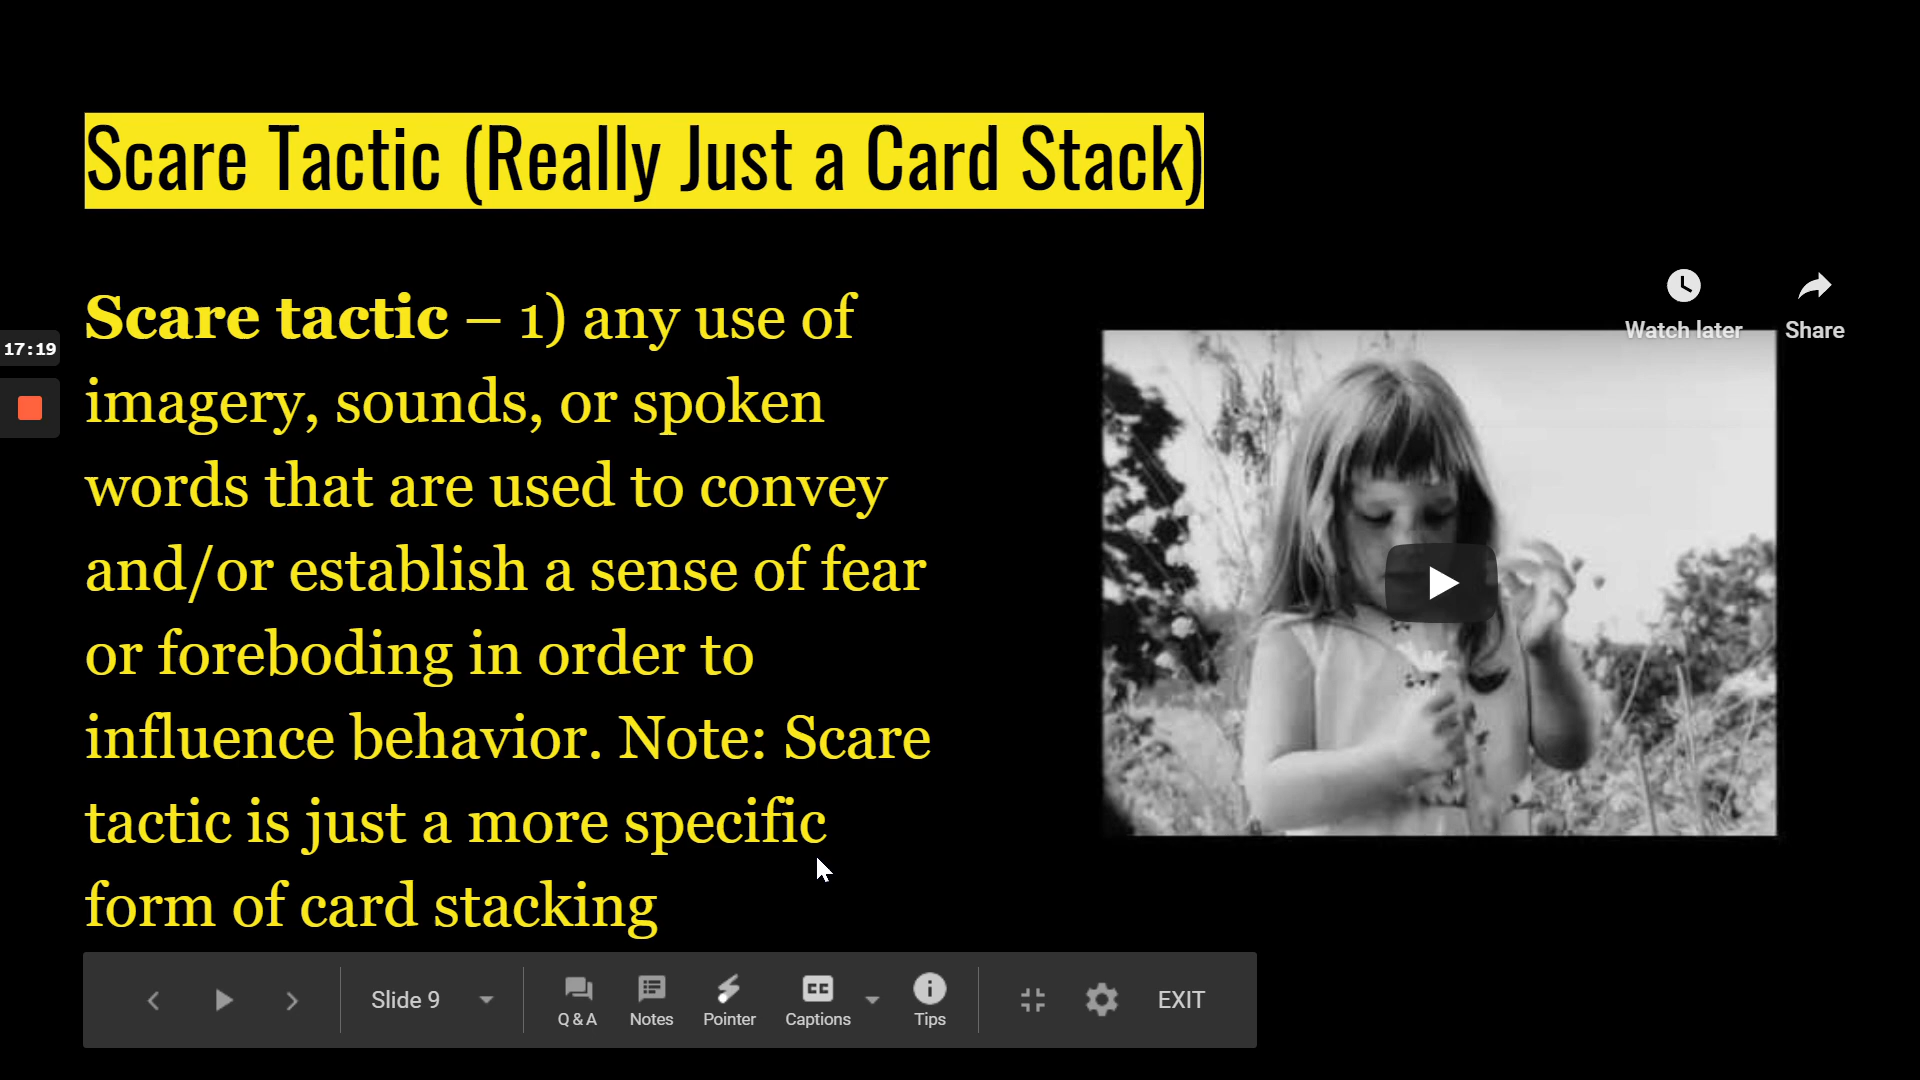 Scare Tactic (Really Just a Card Stack)
Scare tactic – 1) any use of
imagery, sounds, or spoken
words that are used to convey
and/or establish a sense of fear
or foreboding in order to
influence behavior. Note: Scare
tactic is just a more specific
form of card stacking
17:19
Watch later
Share
Slide 9
Q & A
Notes
Pointer
CC
Captions
Tips
EXIT